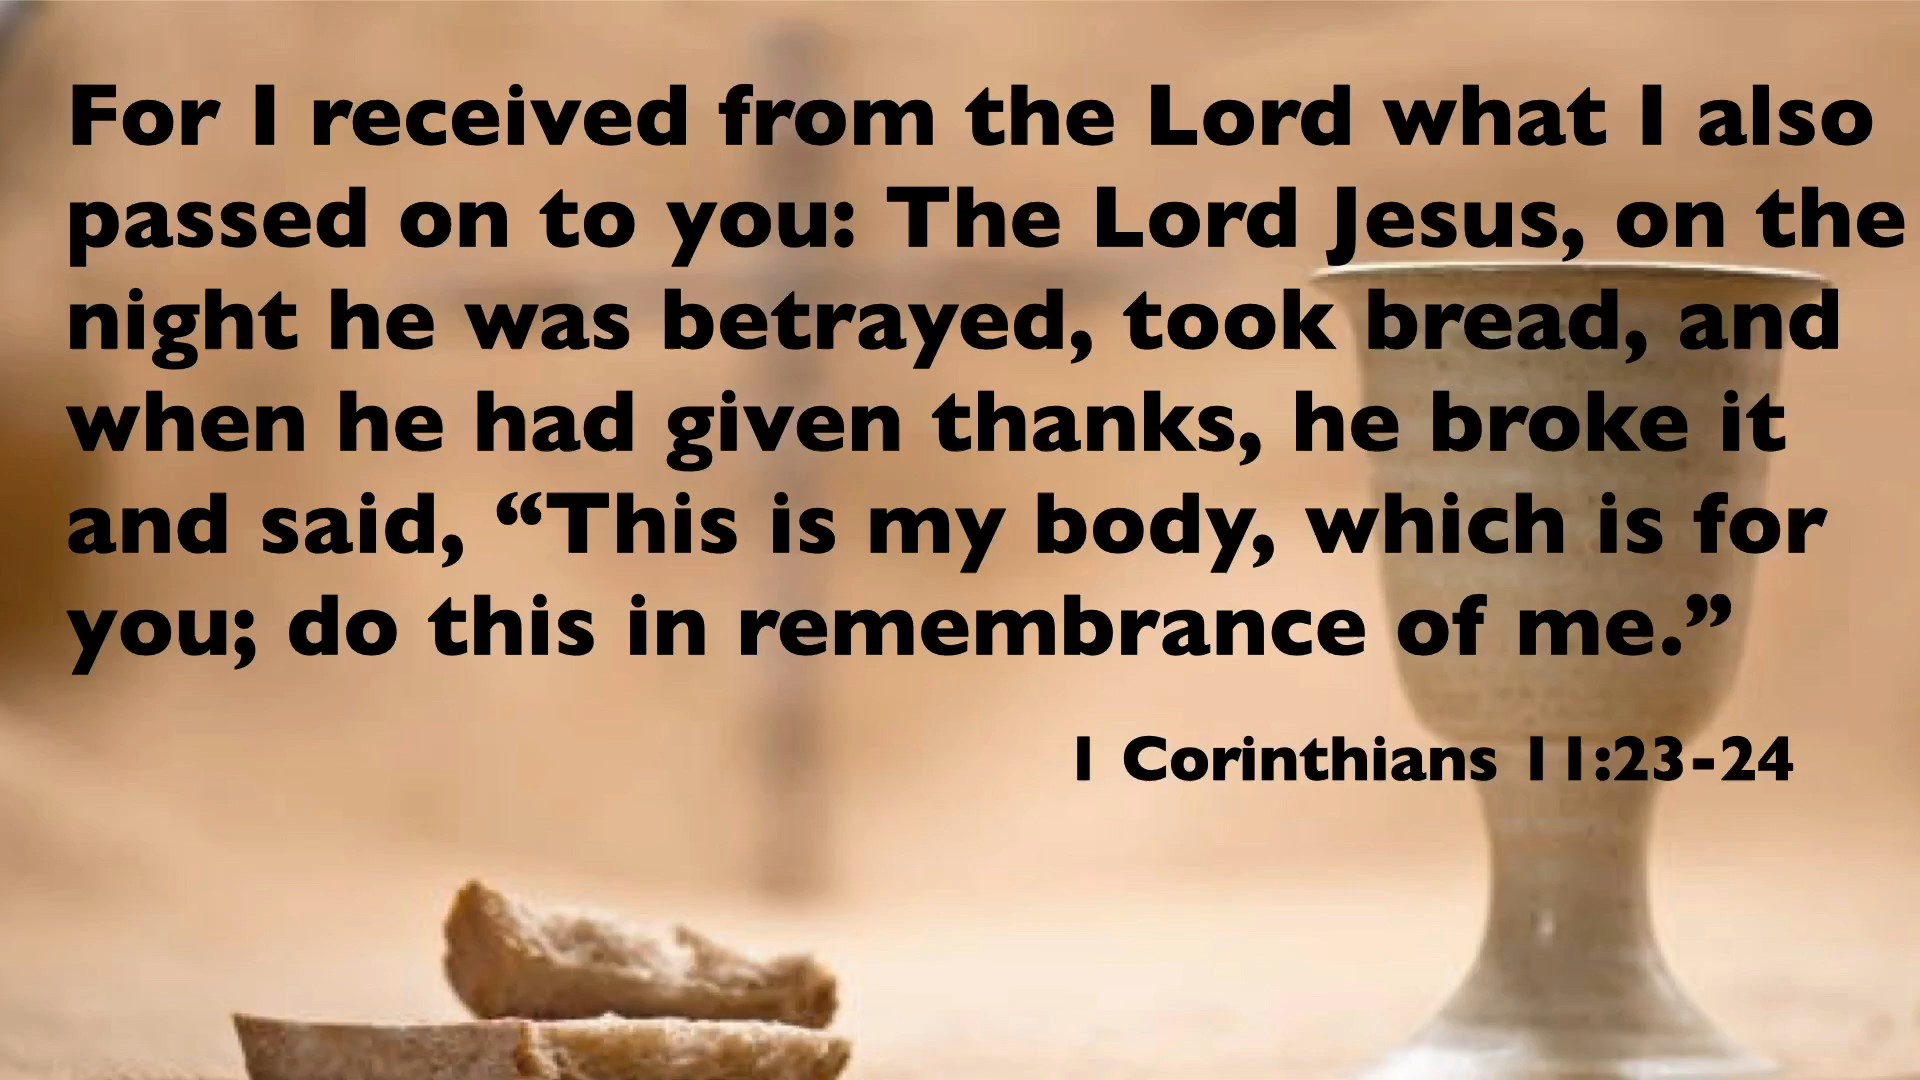 For I received from the Lord what I also
passed on to you: The Lord Jesus, on the
night he was betrayed, took bread, and
when he had given thanks, he broke it
and said, “This is my body, which is for
you; do this in remembrance of me.”
1 Corinthians 11:23-24